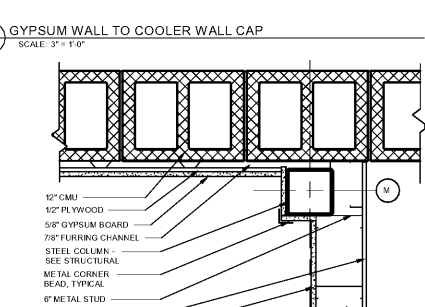 GYPSUM WALL TO COOLER WALL CAP
SCALE: 3" = 1'-0"
12" CMU
1/2" PLYWOOD
5/8" GYPSUM BOARD
7/8" FURRING CHANNEL
STEEL COLUMN -
SEE STRUCTURAL
METAL CORNER
BEAD, TYPICAL
6" METAL STUD
M